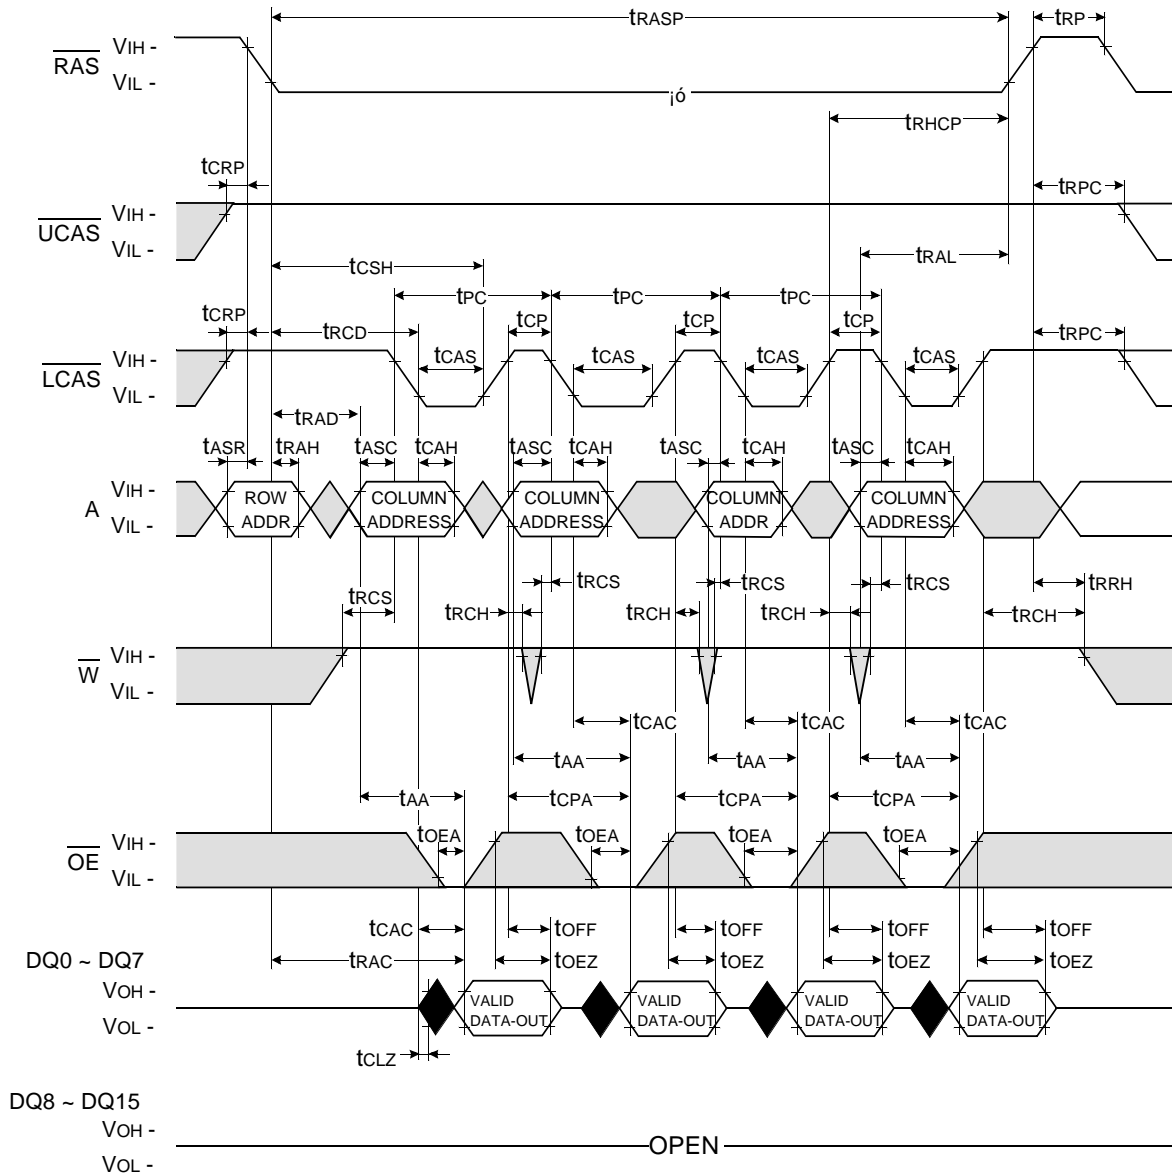 tRASP tRP
RAS VIH -
VIL -
¡ó
tRHCP
tCRP tRPC
UCAS VIH -
VIL -
tCSH tRAL
tPC tPC tPC
tCRP tRCD tCP tCP tCP tRPC
LCAS VIH -
VIL -
tCAS tCAS tCAS tCAS
tRAD
tASR tRAH tASC tCAH tASC tCAH tASC tCAH tASC tCAH
A VIH -
VIL -
ROW ADDR
COLUMN ADDRESS
COLUMN ADDRESS
COLUMN ADDR
COLUMN ADDRESS
tRCS tRCS tRCS tRCS tRRH
tRCH tRCH tRCH tRCH
W VIH -
VIL -
tCAC tCAC tCAC
tAA tAA tAA
tAA tCPA tCPA tCPA
tOEA tOEA tOEA tOEA
OE VIH -
VIL -
tCAC tOFF tOFF tOFF tOFF
tRAC tOEZ tOEZ tOEZ tOEZ
DQ0 ~ DQ7
VOH -
VOL -
VALID DATA-OUT
VALID DATA-OUT
VALID DATA-OUT
VALID DATA-OUT
tCLZ
DQ8 ~ DQ15
VOH -
VOL -
OPEN